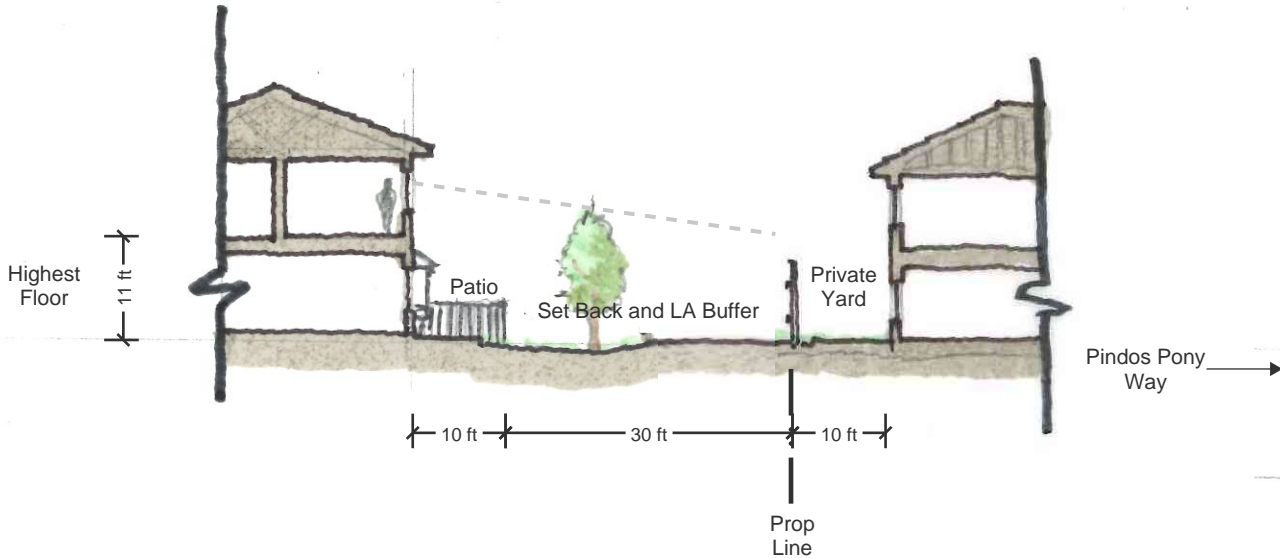 Highest
Floor
11 ft
Patio
Set Back and LA Buffer
Private
Yard
Pindos Pony
Way
10 ft
30 ft
10 ft
Prop
Line